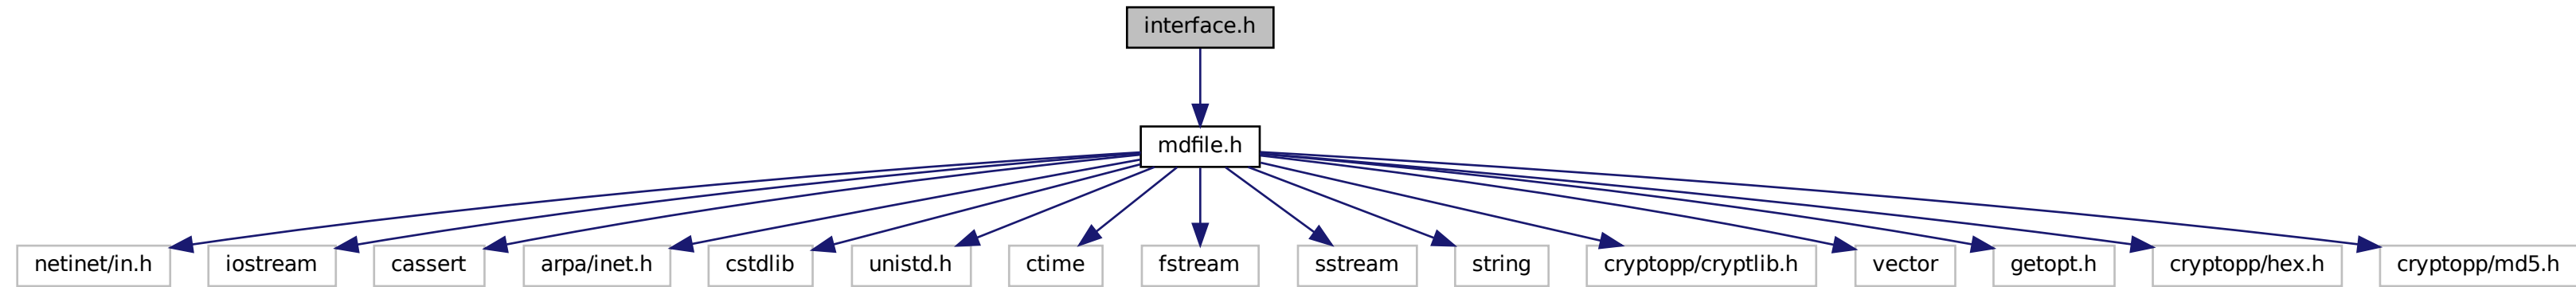 interface.h
mdfile.h
netinet/in.h
iostream
cassert
arpa/inet.h
cstdlib
unistd.h
ctime
fstream
sstream
string
cryptopp/cryptlib.h
vector
getopt.h
cryptopp/hex.h
cryptopp/md5.h